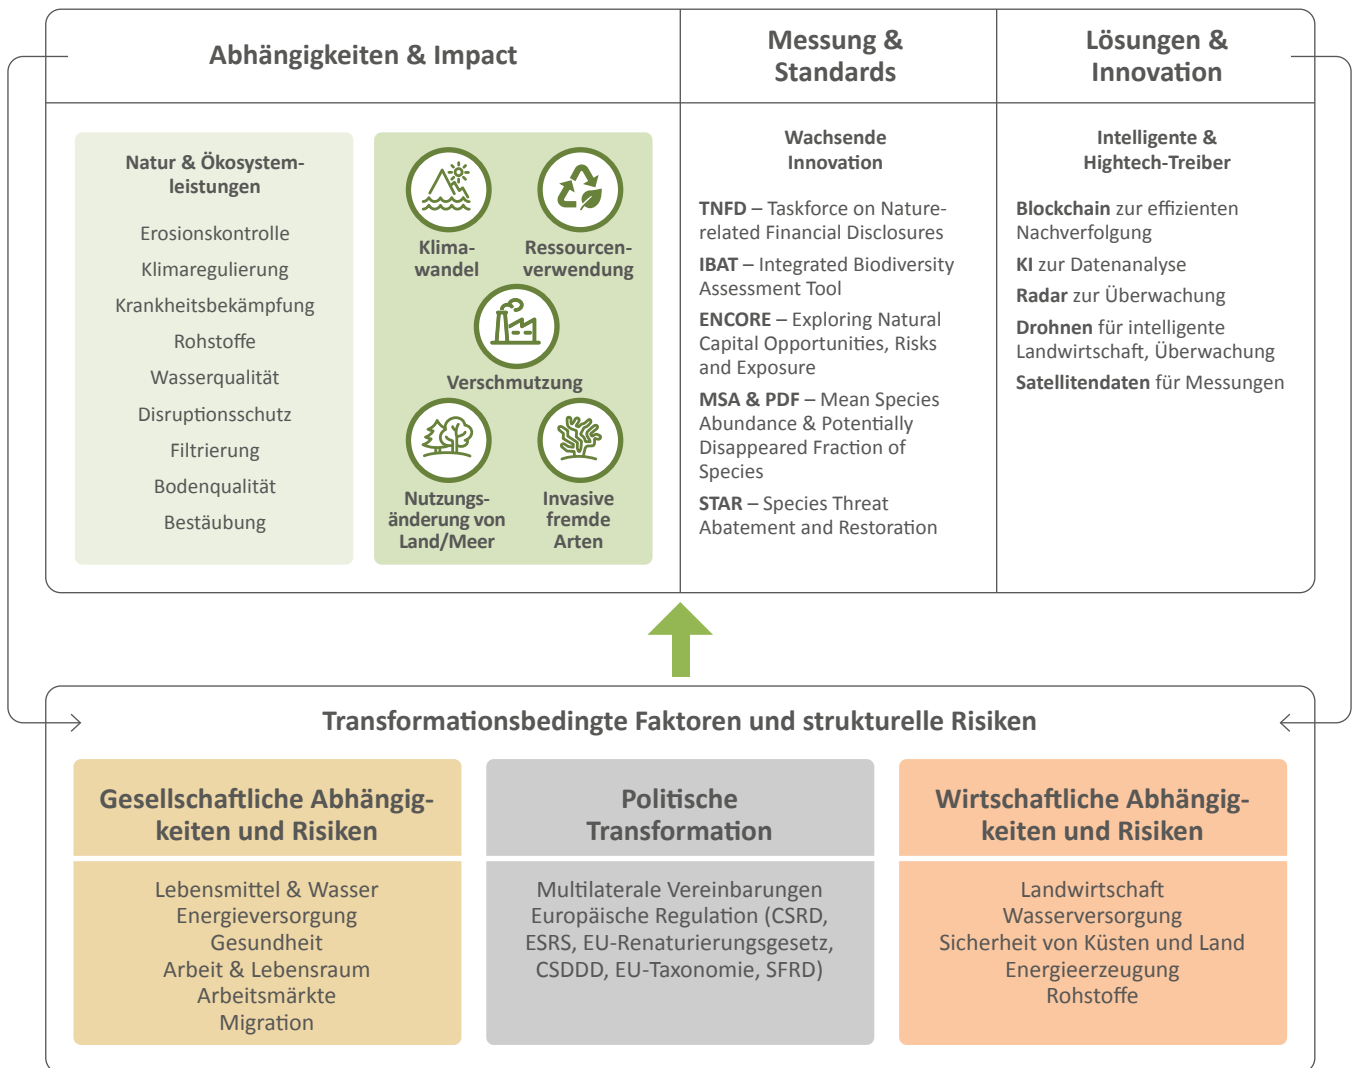 Abhängigkeiten & Impact
Messung &
Standards
Lösungen &
Innovation
Natur & Ökosystem-
leistungen
Erosionskontrolle
Klimaregulierung
Krankheitsbekämpfung
Rohstoffe
Wasserqualität
Disruptionsschutz
Filtrierung
Bodenqualität
Bestäubung
Klima-
wandel
Ressourcen-
verwendung
Verschmutzung
Nutzungs-
änderung von
Land/Meer
Invasive
fremde
Arten
Wachsende
Innovation
TNFD – Taskforce on Nature-
related Financial Disclosures
IBAT – Integrated Biodiversity
Assessment Tool
ENCORE – Exploring Natural
Capital Opportunities, Risks
and Exposure
MSA & PDF – Mean Species
Abundance & Potentially
Disappeared Fraction of
Species
STAR – Species Threat
Abatement and Restoration
Intelligente &
Hightech-Treiber
Blockchain zur effizienten
Nachverfolgung
KI zur Datenanalyse
Radar zur Überwachung
Drohnen für intelligente
Landwirtschaft, Überwachung
Satellitendaten für Messungen
Transformationsbedingte Faktoren und strukturelle Risiken
Gesellschaftliche Abhängig-
keiten und Risiken
Lebensmittel & Wasser
Energieversorgung
Gesundheit
Arbeit & Lebensraum
Arbeitsmärkte
Migration
Politische
Transformation
Multilaterale Vereinbarungen
Europäische Regulation (CSRD,
ESRS, EU-Renaturierungsgesetz,
CSDDD, EU-Taxonomie, SFRD)
Wirtschaftliche Abhängig-
keiten und Risiken
Landwirtschaft
Wasserversorgung
Sicherheit von Küsten und Land
Energieerzeugung
Rohstoffe